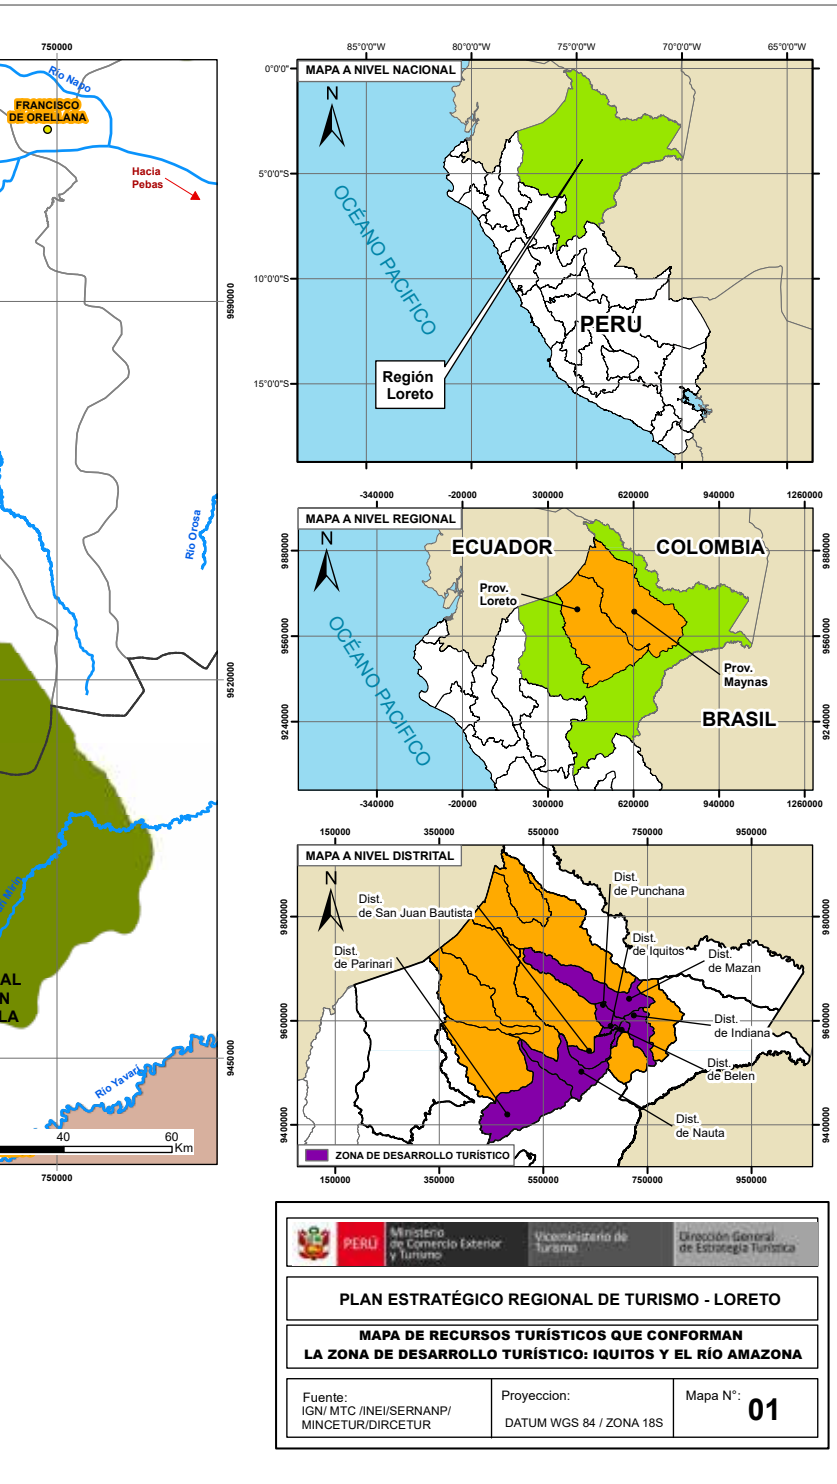 750000
Río Napo
FRANCISCO
DE ORELLANA
Hacia
Pebas
9590000
Río Orosa
9520000
Mirin
AL
N
LA
Río Yavarí
9450000
40
60
Km
750000
85°0'0"W
80°0'0"W
75°0'0"W
70°0'0"W
65°0'0"W
MAPA A NIVEL NACIONAL
N
0°0'0"
5°0'0"S
10°0'0"S
15°0'0"S
OCÉANO PACIFICO
PERÚ
Región
Loreto
-340000
-20000
300000
620000
940000
1260000
MAPA A NIVEL REGIONAL
N
ECUADOR
COLOMBIA
Prov.
Loreto
OCÉANO PACIFICO
Prov.
Maynas
BRASIL
9880000
9560000
9240000
9880000
9560000
9240000
-340000
-20000
300000
620000
940000
1260000
150000
350000
550000
750000
950000
MAPA A NIVEL DISTRITAL
N
Dist.
de Punchana
Dist.
de San Juan Bautista
Dist.
de Iquitos
Dist.
de Parinari
Dist.
de Mazan
Dist.
de Indiana
Dist.
de Belen
Dist.
de Nauta
9800000
9600000
9400000
9800000
9600000
9400000
ZONA DE DESARROLLO TURÍSTICO
150000
350000
550000
750000
950000
PERÚ
Ministerio
de Comercio Exterior
y Turismo
Viceministerio de
Turismo
Dirección General
de Estrategia Turística
PLAN ESTRATÉGICO REGIONAL DE TURISMO - LORETO
MAPA DE RECURSOS TURÍSTICOS QUE CONFORMAN
LA ZONA DE DESARROLLO TURÍSTICO: IQUITOS Y EL RÍO AMAZONA
Fuente:
IGN/ MTC /INEI/SERNANP/
MINCETUR/DIRCETUR
Proyeccion:
DATUM WGS 84 / ZONA 18S
Mapa N°:
01